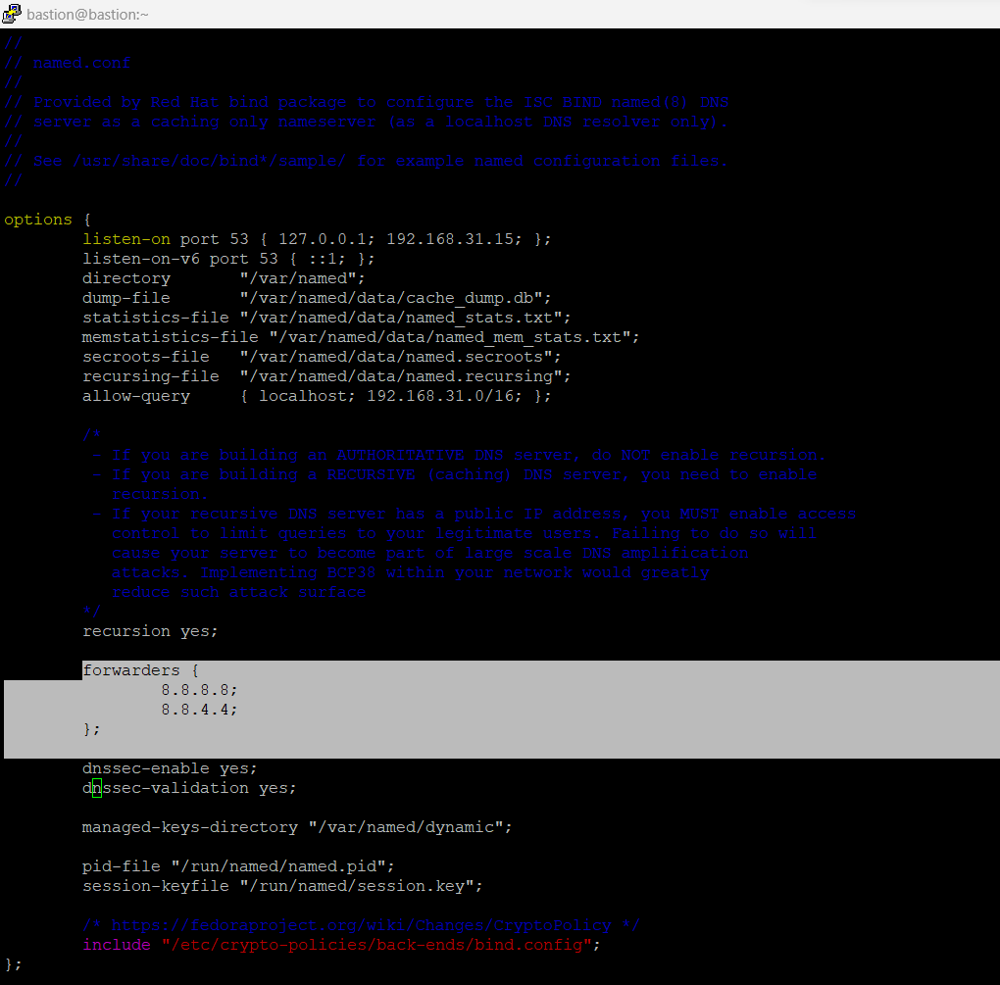 bastion@bastion:~
//
// named.conf
//
// Provided by Red Hat bind package to configure the ISC BIND named(8) DNS
// server as a caching only nameserver (as a localhost DNS resolver only).
//
// See /usr/share/doc/bind*/sample/ for example named configuration files.
//
options {
listen-on port 53 { 127.0.0.1; 192.168.31.15; };
listen-on-v6 port 53 { ::1; };
directory "/var/named";
dump-file "/var/named/data/cache_dump.db";
statistics-file "/var/named/data/named_stats.txt";
memstatistics-file "/var/named/data/named_mem_stats.txt";
secroots-file "/var/named/data/named.secroots";
recursing-file "/var/named/data/named.recursing";
allow-query { localhost; 192.168.31.0/16; };
/*
- If you are building an AUTHORITATIVE DNS server, do NOT enable recursion.
- If you are building a RECURSIVE (caching) DNS server, you need to enable
recursion.
- If your recursive DNS server has a public IP address, you MUST enable access
control to limit queries to your legitimate users. Failing to do so will
cause your server to become part of large scale DNS amplification
attacks. Implementing BCP38 within your network would greatly
reduce such attack surface
*/
recursion yes;
forwarders {
8.8.8.8;
8.8.4.4;
};
dnssec-enable yes;
dnssec-validation yes;
managed-keys-directory "/var/named/dynamic";
pid-file "/run/named/named.pid";
session-keyfile "/run/named/session.key";
/* https://fedoraproject.org/wiki/Changes/CryptoPolicy */
include "/etc/crypto-policies/back-ends/bind.config";
};